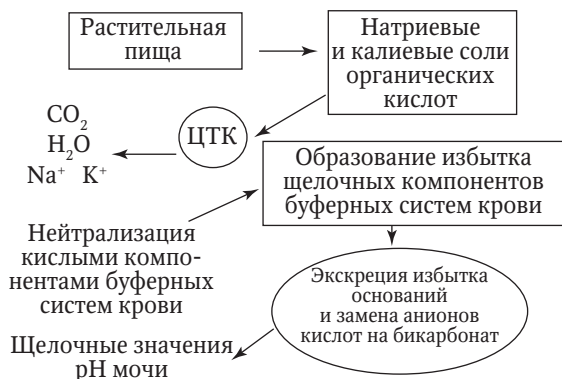 Растительная
пища
Натриевые
и калиевые соли
органических
кислот
ЦТК
CO₂
H₂O
Na⁺ K⁺
Образование избытка
щелочных компонентов
буферных систем крови
Нейтрализация
кислыми компо-
нентами буферных
систем крови
Экскреция избытка
оснований
и замена анионов
кислот на бикарбонат
Щелочные значения
pH мочи